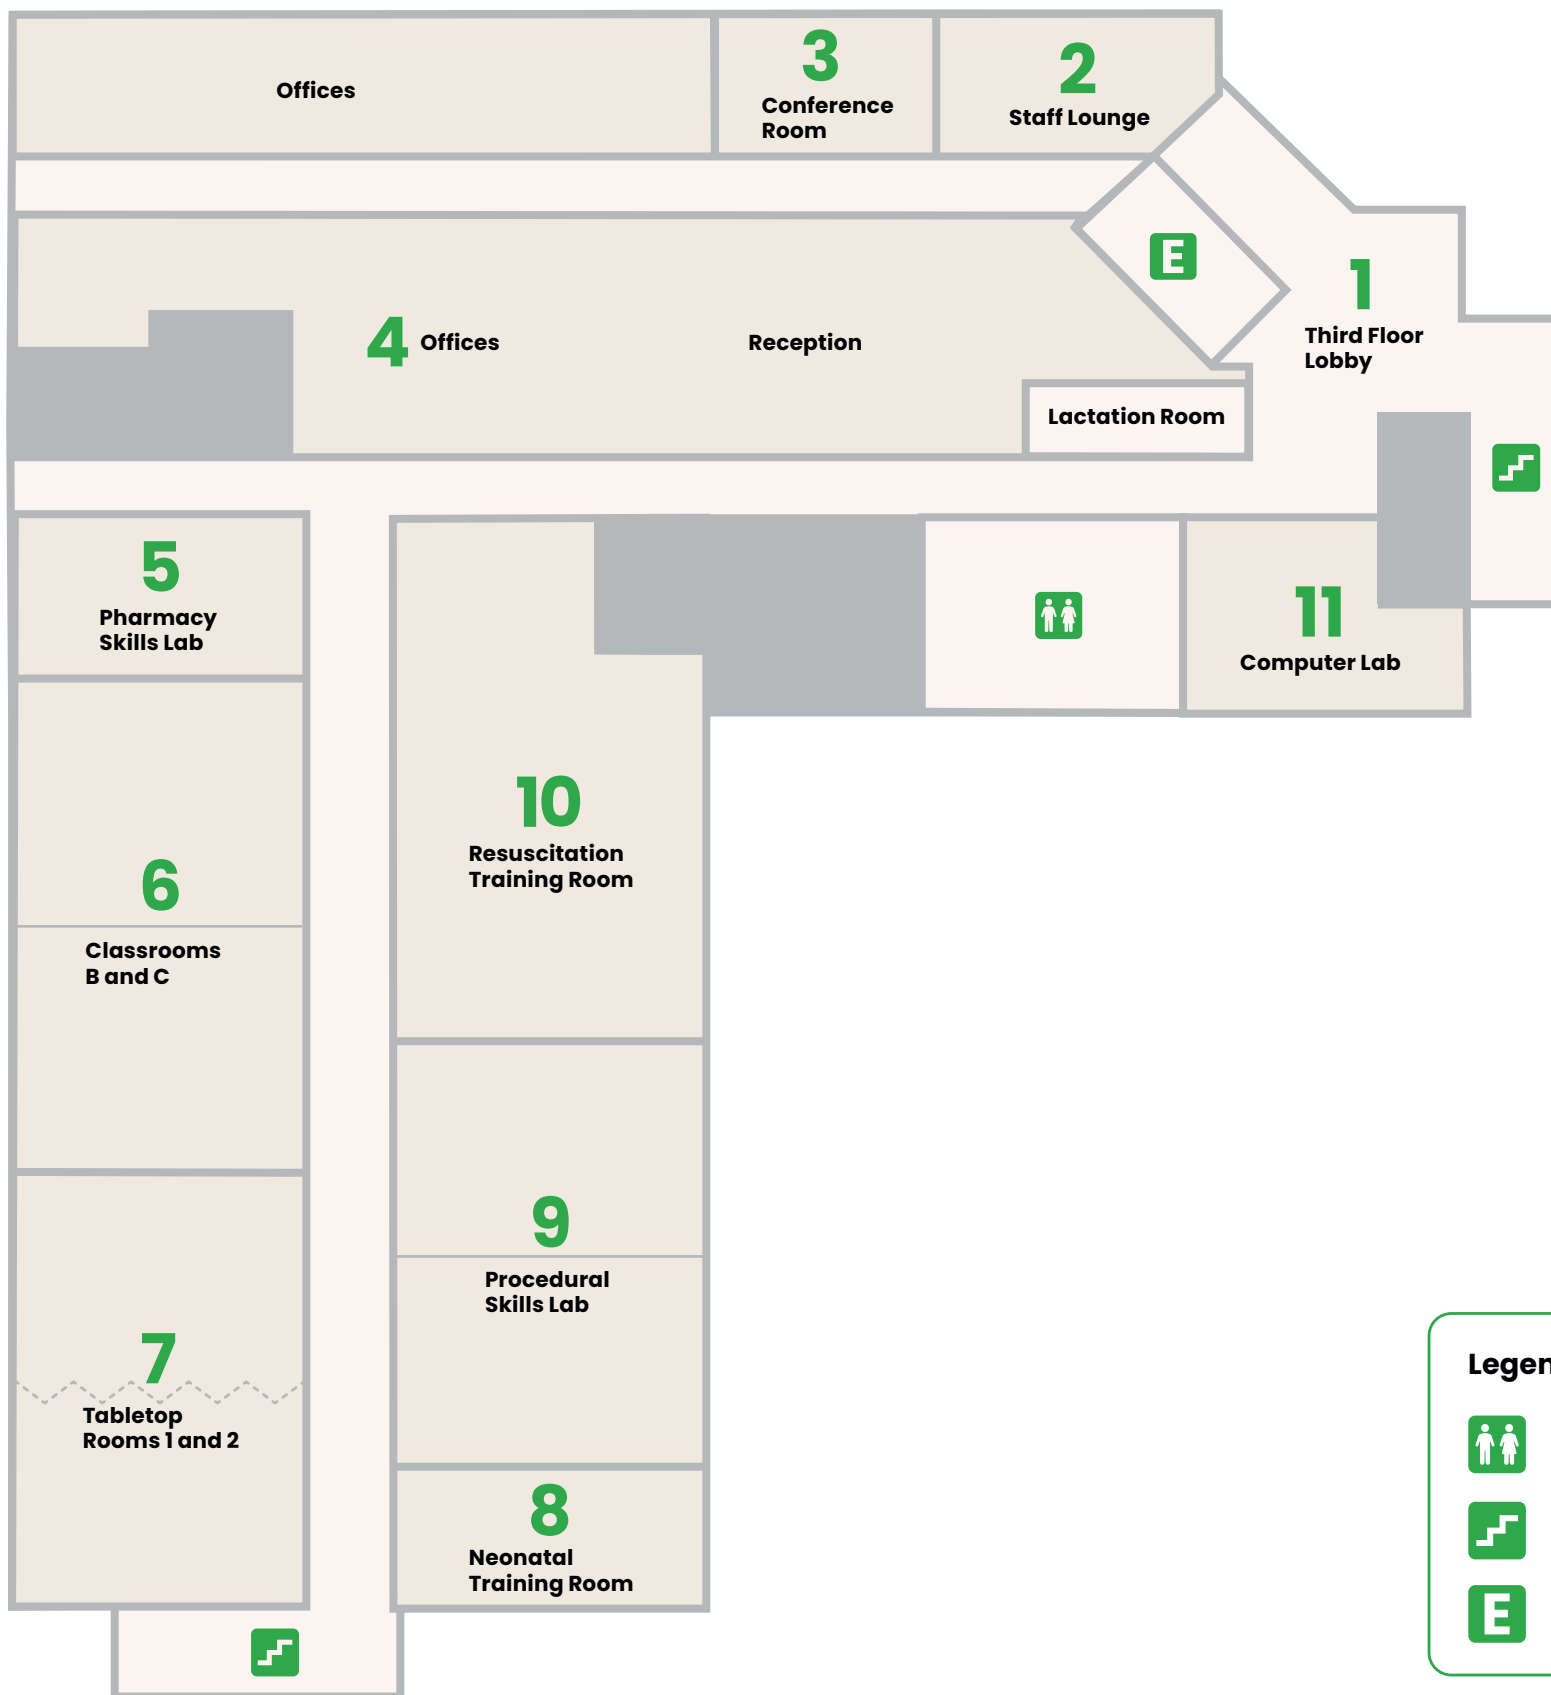 Offices
3
Conference
Room
2
Staff Lounge
E
1
Third Floor
Lobby
4 Offices
Reception
Lactation Room
5
Pharmacy
Skills Lab
11
Computer Lab
10
Resuscitation
Training Room
6
Classrooms
B and C
9
Procedural
Skills Lab
7
Tabletop
Rooms 1 and 2
8
Neonatal
Training Room
Legen
E